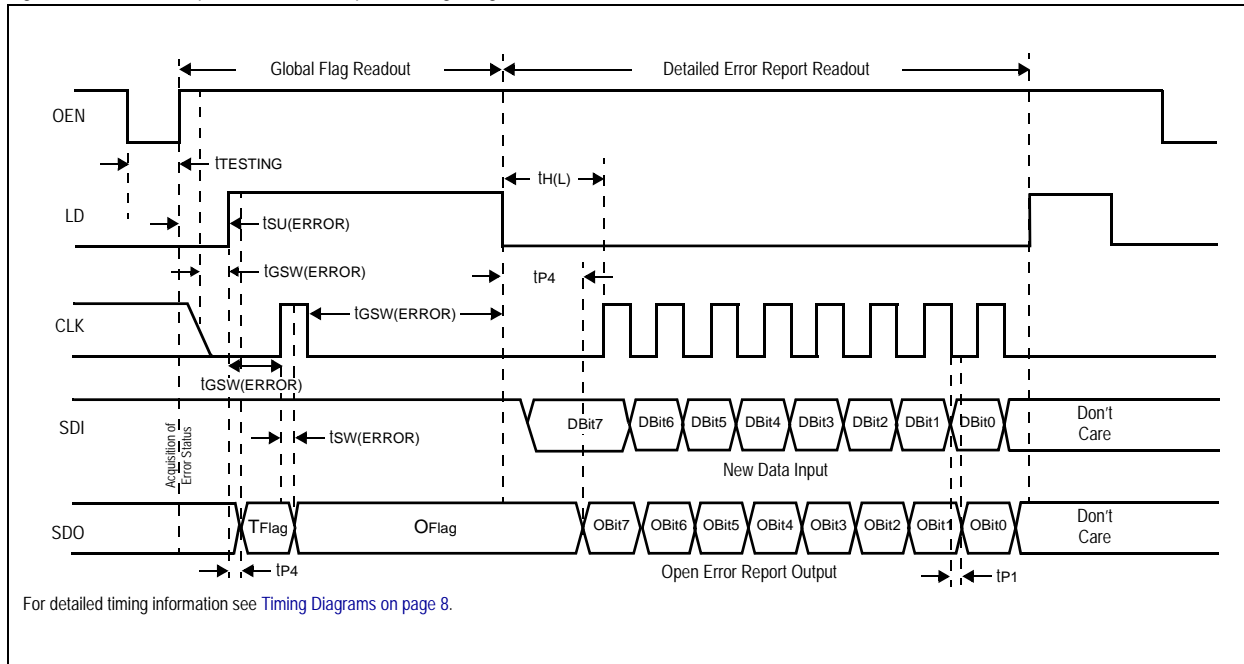 Global Flag Readout
Detailed Error Report Readout
OEN
tTESTING
tH(L)
LD
tSU(ERROR)
tGSW(ERROR)
tP4
CLK
tGSW(ERROR)
tGSW(ERROR)
SDI
DBit7 DBit6 DBit5 DBit4 DBit3 DBit2 DBit1 DBit0
Don't
Care
tSW(ERROR)
New Data Input
Acquisition of
Error Status
SDO
TFlag
OFlag
OBit7 OBit6 OBit5 OBit4 OBit3 OBit2 OBit1 OBit0
Don't
Care
tP4
Open Error Report Output
tP1
For detailed timing information see Timing Diagrams on page 8.